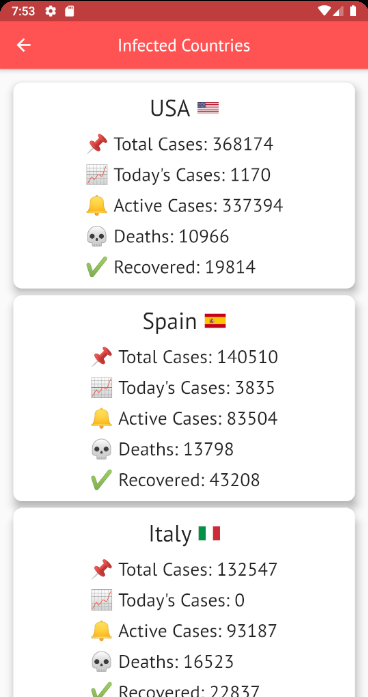 7:53
Infected Countries
USA 🇺🇸
📌 Total Cases: 368174
📈 Today's Cases: 1170
🔔 Active Cases: 337394
💀 Deaths: 10966
✔ Recovered: 19814
Spain 🇪🇸
📌 Total Cases: 140510
📈 Today's Cases: 3835
🔔 Active Cases: 83504
💀 Deaths: 13798
✔ Recovered: 43208
Italy 🇮🇹
📌 Total Cases: 132547
📈 Today's Cases: 0
🔔 Active Cases: 93187
💀 Deaths: 16523
✔ Recovered: 22837